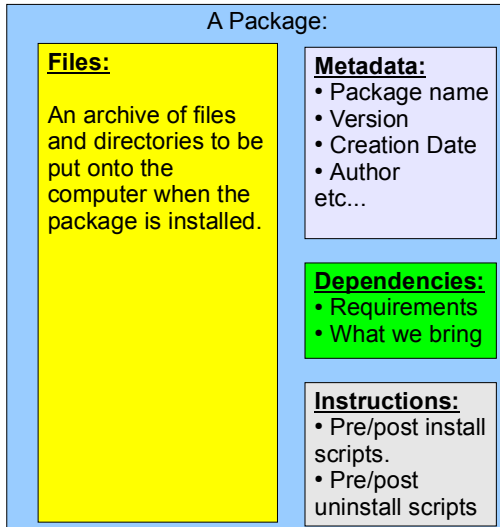 A Package:
Files:
An archive of files
and directories to be
put onto the
computer when the
package is installed.
Metadata:
• Package name
• Version
• Creation Date
• Author
etc...
Dependencies:
• Requirements
• What we bring
Instructions:
• Pre/post install
scripts.
• Pre/post
uninstall scripts